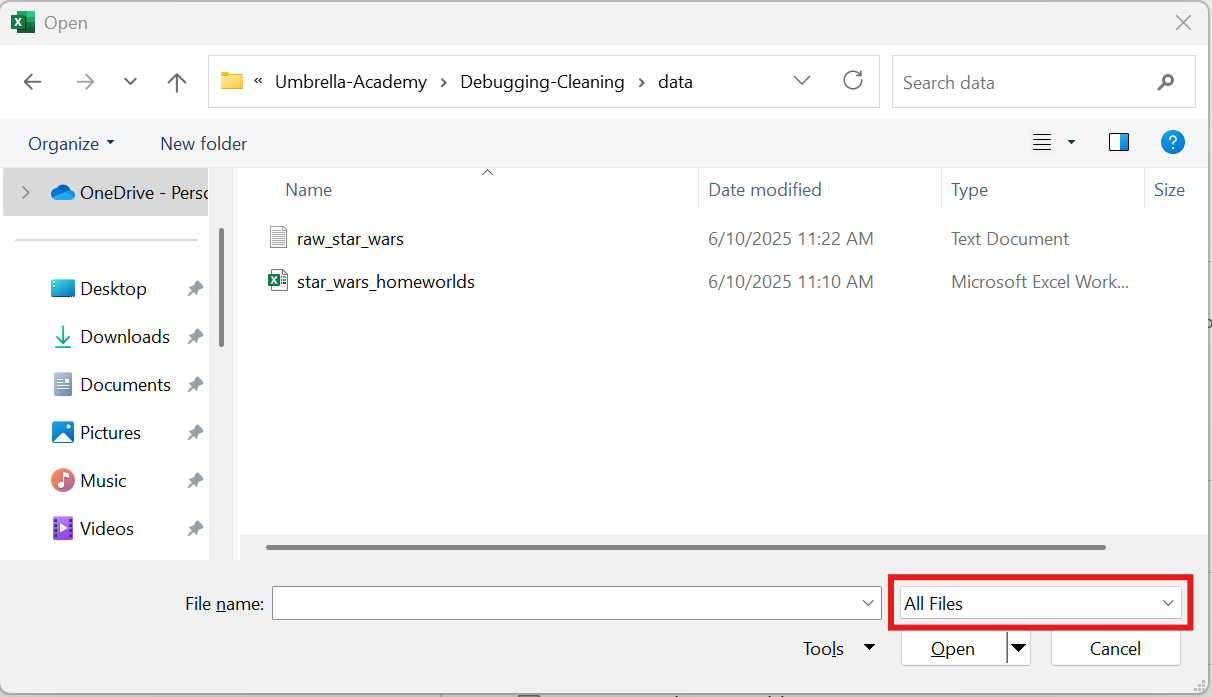 Open
« Umbrella-Academy › Debugging-Cleaning › data
Search data
Organize
New folder
OneDrive - Perso
Desktop
Downloads
Documents
Pictures
Music
Videos
Name Date modified Type Size
raw_star_wars 6/10/2025 11:22 AM Text Document
star_wars_homeworlds 6/10/2025 11:10 AM Microsoft Excel Work...
File name:
All Files
Tools
Open
Cancel